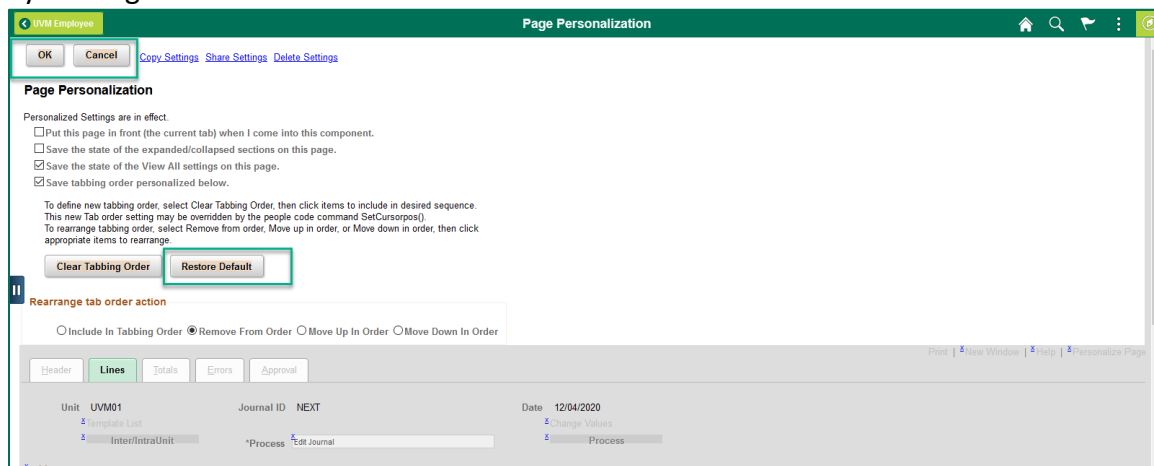 UVM Employee Page Personalization
OK Cancel Copy Settings Share Settings Delete Settings
Page Personalization
Personalized Settings are in effect.
Put this page in front (the current tab) when I come into this component.
Save the state of the expanded/collapsed sections on this page.
Save the state of the View All settings on this page.
Save tabbing order personalized below.
To define new tabbing order, select Clear Tabbing Order, then click items to include in desired sequence.
This new Tab order setting may be overridden by the people code command SetCursorpos().
To rearrange tabbing order, select Remove from order, Move up in order, or Move down in order, then click
appropriate items to rearrange.
Clear Tabbing Order Restore Default
Rearrange tab order action
Include In Tabbing Order Remove From Order Move Up In Order Move Down In Order
Print | x New Window | x Help | x Personalize Page
Header Lines Totals Errors Approval
Unit UVM01 Journal ID NEXT Date 12/04/2020
x Template List x Change Values
x Inter/IntraUnit *Process x Edit Journal x Process